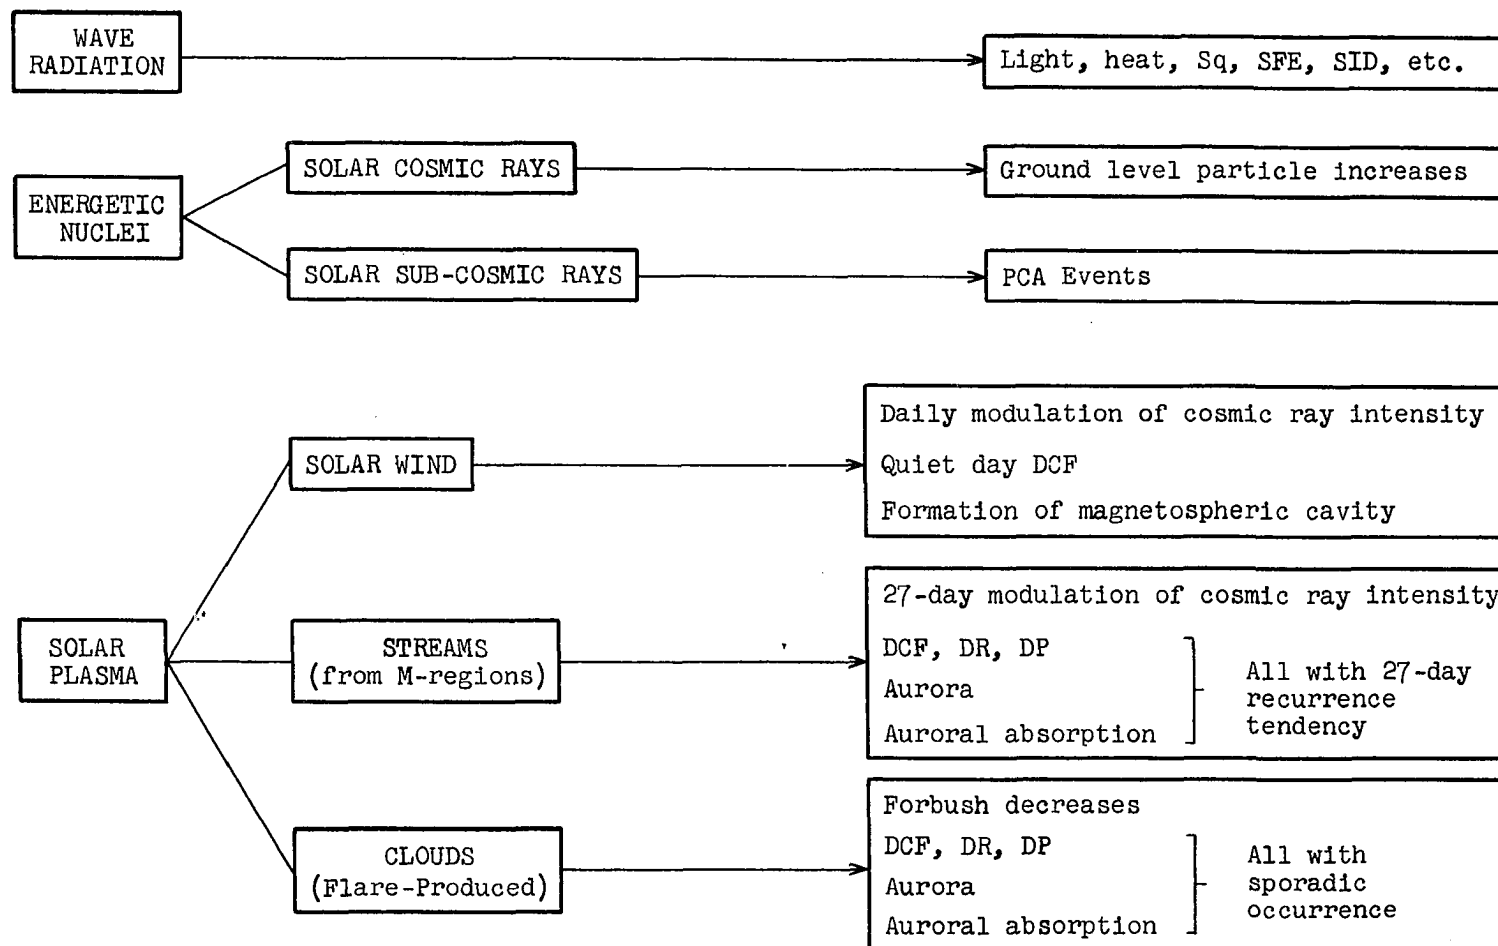 WAVE
RADIATION
Light, heat, Sq, SFE, SID, etc.
ENERGETIC
NUCLEI
SOLAR COSMIC RAYS
Ground level particle increases
SOLAR SUB-COSMIC RAYS
PCA Events
SOLAR
PLASMA
SOLAR WIND
Daily modulation of cosmic ray intensity
Quiet day DCF
Formation of magnetospheric cavity
STREAMS
(from M-regions)
27-day modulation of cosmic ray intensity
DCF, DR, DP
Aurora
Auroral absorption
All with 27-day
recurrence
tendency
CLOUDS
(Flare-Produced)
Forbush decreases
DCF, DR, DP
Aurora
Auroral absorption
All with
sporadic
occurrence